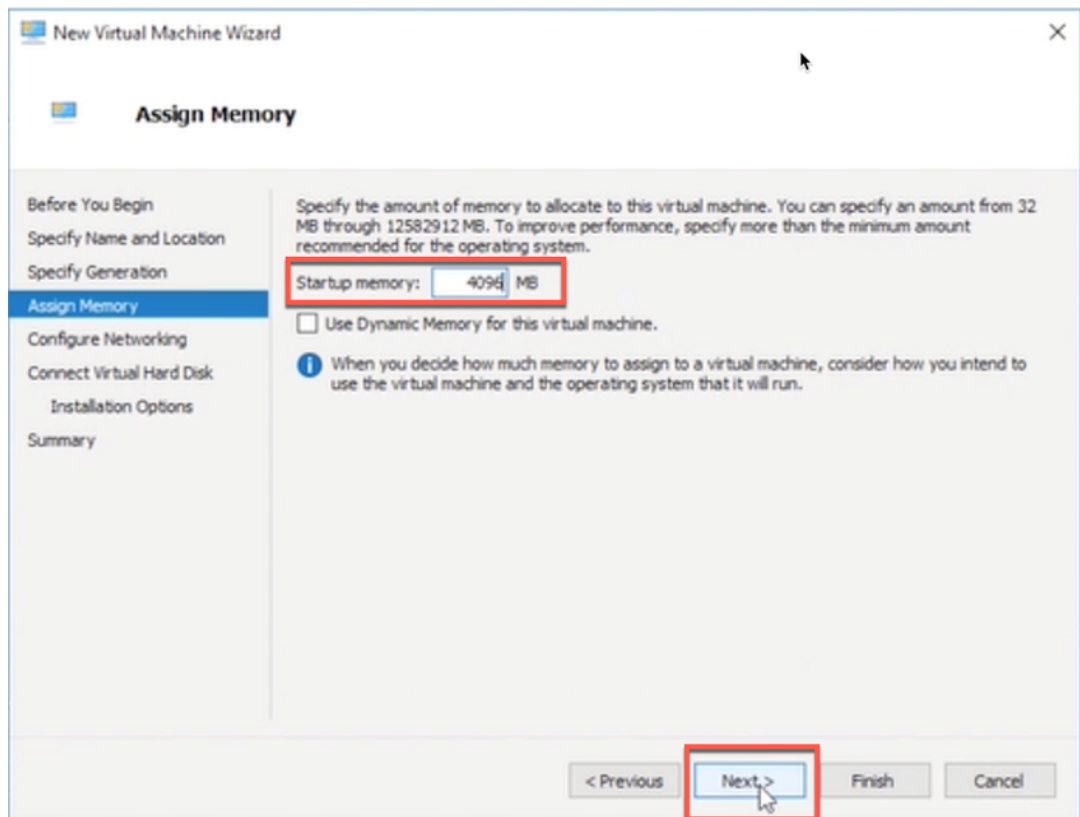 New Virtual Machine Wizard
Assign Memory
Before You Begin
Specify Name and Location
Specify Generation
Assign Memory
Configure Networking
Connect Virtual Hard Disk
Installation Options
Summary
Specify the amount of memory to allocate to this virtual machine. You can specify an amount from 32
MB through 12582912 MB. To improve performance, specify more than the minimum amount
recommended for the operating system.
Startup memory: 4096 MB
Use Dynamic Memory for this virtual machine.
When you decide how much memory to assign to a virtual machine, consider how you intend to
use the virtual machine and the operating system that it will run.
< Previous Next > Finish Cancel